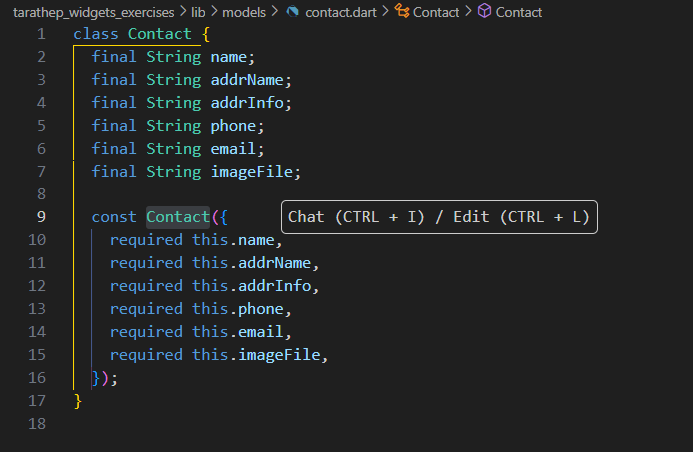 tarathep_widgets_exercises > lib > models > contact.dart > Contact > Contact
1 class Contact {
2   final String name;
3   final String addrName;
4   final String addrInfo;
5   final String phone;
6   final String email;
7   final String imageFile;
8
9   const Contact({ Chat (CTRL + I) / Edit (CTRL + L)
10     required this.name,
11     required this.addrName,
12     required this.addrInfo,
13     required this.phone,
14     required this.email,
15     required this.imageFile,
16   });
17 }
18